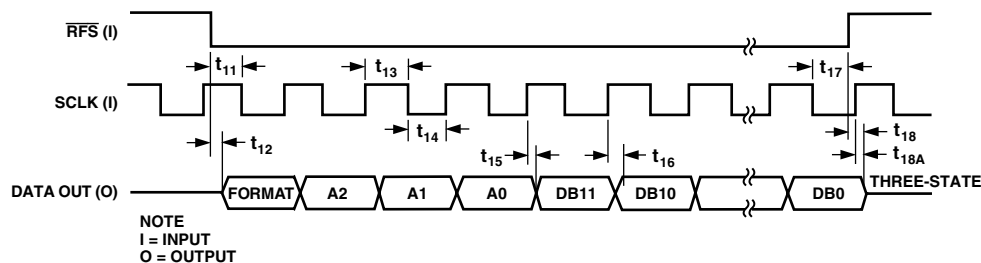 RFS (I)
t11 t13 t17
SCLK (I)
t12 t14 t15 t16 t18
t18A
DATA OUT (O) FORMAT A2 A1 A0 DB11 DB10 DB0 THREE-STATE
NOTE
I = INPUT
O = OUTPUT